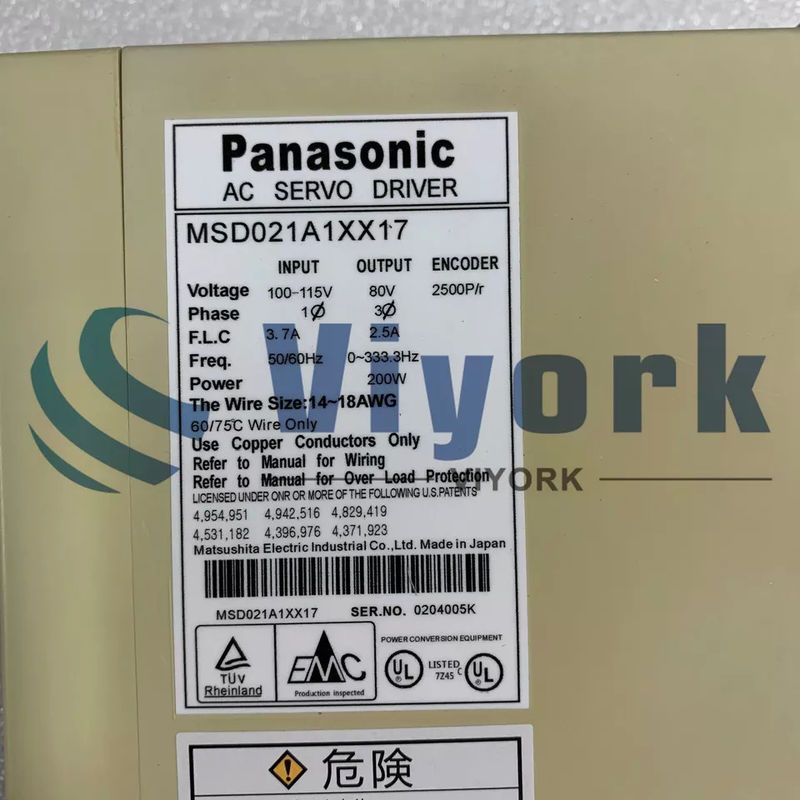 Panasonic
AC SERVO DRIVER
MSD021A1XX17
INPUT OUTPUT ENCODER
Voltage 100-115V 80V 2500P/r
Phase 1Ø 3Ø
F.L.C 3.7A 2.5A
Freq. 50/60Hz 0~333.3Hz
Power 200W
The Wire Size:14~18AWG
60/75C Wire Only
Use Copper Conductors Only
Refer to Manual for Wiring
Refer to Manual for Over Load Protection
LICENSED UNDER ONR OR MORE OF THE FOLLOWING U.S.PATENTS
4,954,951 4,942,516 4,829,419
4,531,182 4,396,976 4,371,923
Matsushita Electric Industrial Co.,Ltd. Made in Japan
MSD021A1XX17 SER.NO. 0204005K
TÜV
Rheinland
EMC
Production inspected
POWER CONVERSION EQUIPMENT
UL LISTED 7Z45 C UL
危険
Viyork
VIYORK